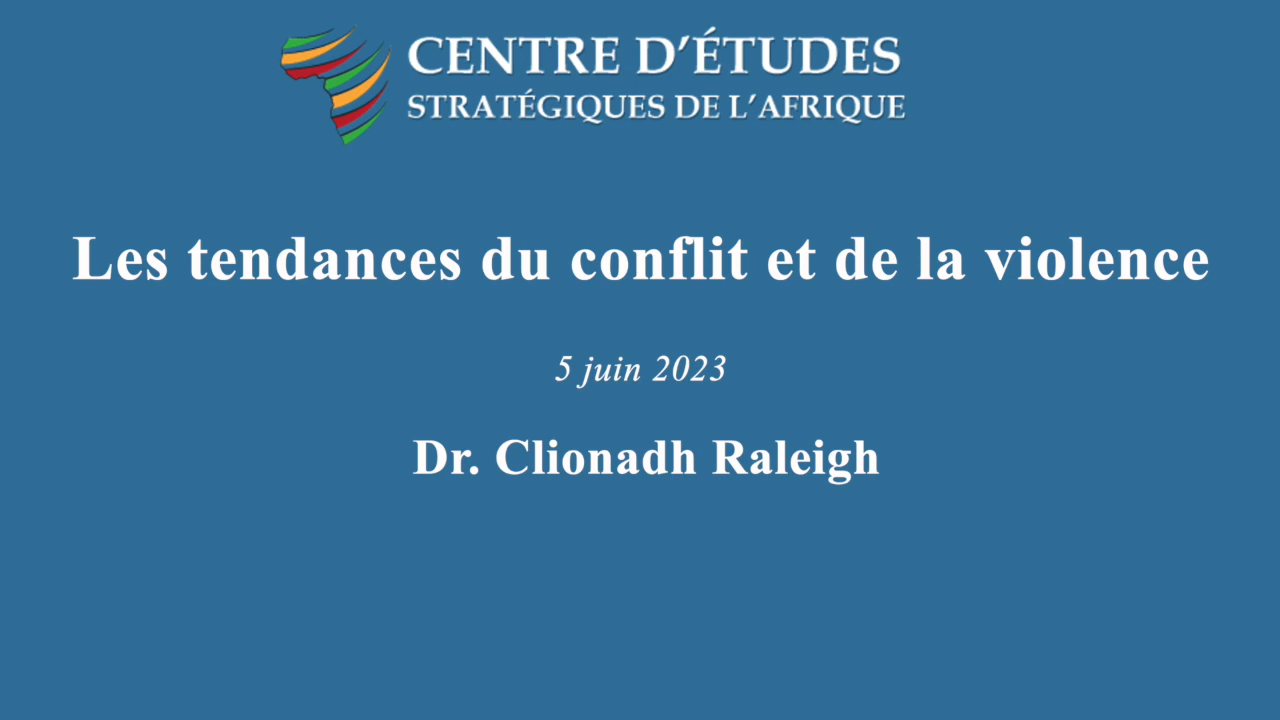 CENTRE D’ÉTUDES
STRATÉGIQUES DE L’AFRIQUE
Les tendances du conflit et de la violence
5 juin 2023
Dr. Clionadh Raleigh